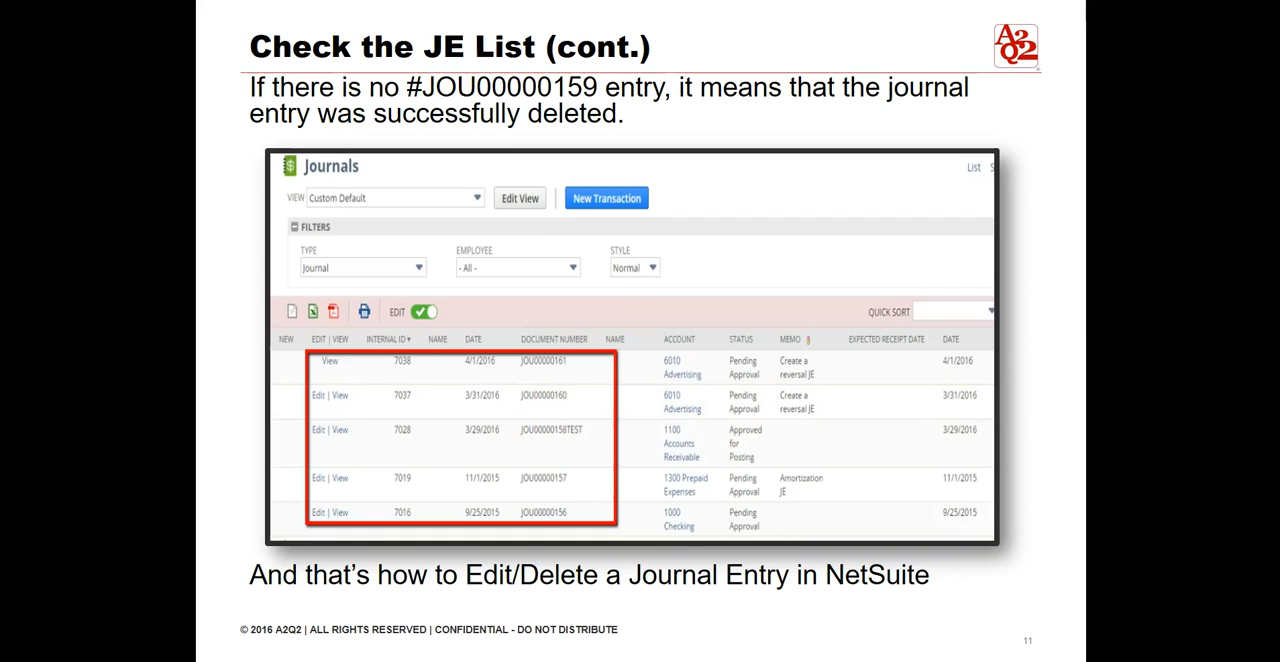 Check the JE List (cont.)
A2
Q2
If there is no #JOU00000159 entry, it means that the journal
entry was successfully deleted.
Journals
List
VIEW Custom Default Edit View New Transaction
FILTERS
TYPE EMPLOYEE STYLE
Journal - All - Normal
EDIT QUICK SORT
NEW EDIT | VIEW INTERNAL ID NAME DATE DOCUMENT NUMBER NAME ACCOUNT STATUS MEMO EXPECTED RECEIPT DATE DATE
View 7038 4/1/2016 JOU00000161 6010 Pending Create a 4/1/2016
Advertising Approval reversal JE
Edit | View 7037 3/31/2016 JOU00000160 6010 Pending Create a 3/31/2016
Advertising Approval reversal JE
Edit | View 7028 3/29/2016 JOU00000158TEST 1100 Approved 3/29/2016
Accounts for
Receivable Posting
Edit | View 7019 11/1/2015 JOU00000157 1300 Prepaid Pending Amortization 11/1/2015
Expenses Approval JE
Edit | View 7016 9/25/2015 JOU00000156 1000 Pending 9/25/2015
Checking Approval
And that’s how to Edit/Delete a Journal Entry in NetSuite
© 2016 A2Q2 | ALL RIGHTS RESERVED | CONFIDENTIAL - DO NOT DISTRIBUTE
11